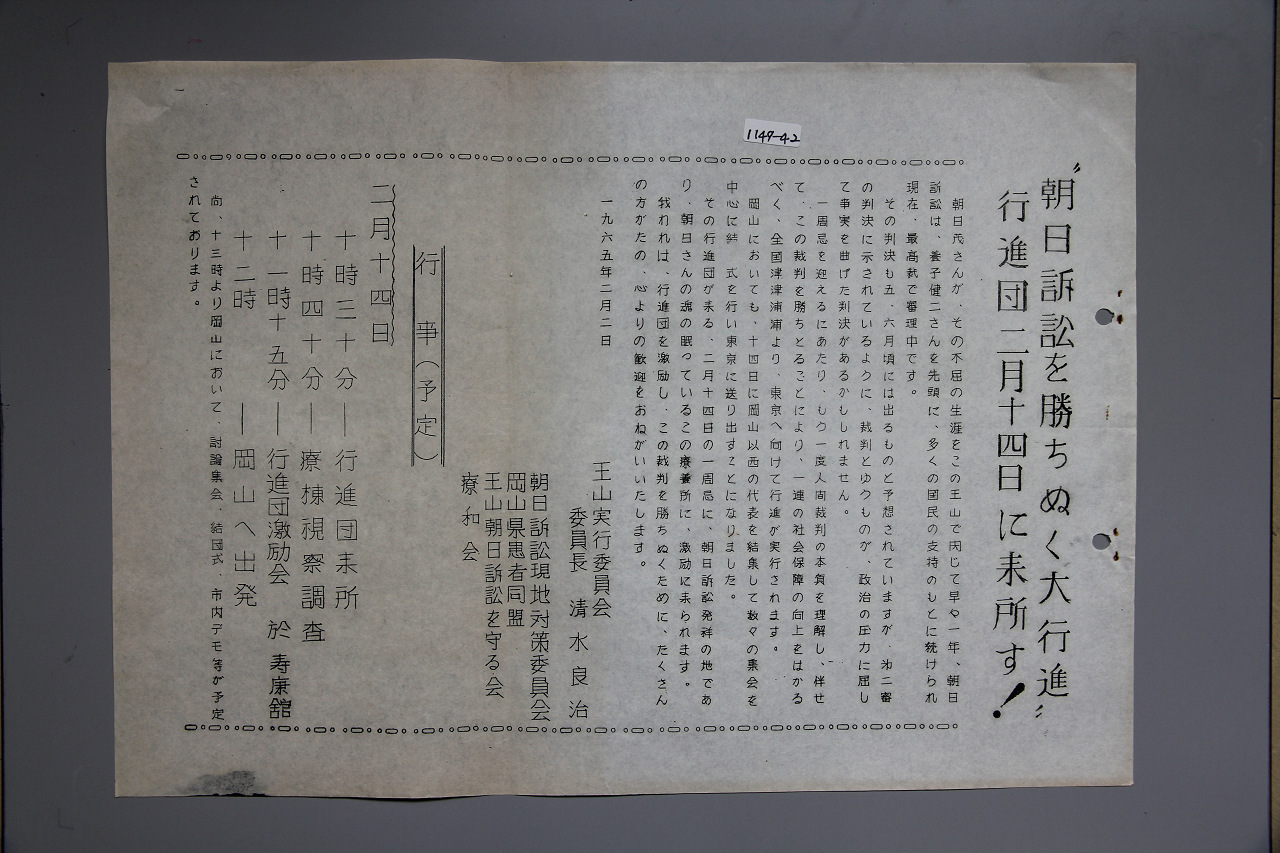 1147-42
〝朝日訴訟を勝ちぬく大行進〟
行進団二月十四日に来所す!
朝日茂さんが、その不屈の生涯をこの玉山で閉じて早や一年、朝日
訴訟は、養子健二さんを先頭に、多くの国民の支持のもとに続けられ
現在、最高裁で審理中です。
その判決も五、六月頃には出るものと予想されていますが、第二審
の判決に示されているように、裁判とゆうものが、政治の圧力に屈し
て事実を曲げた判決があるかもしれません。
一周忌を迎えるにあたり、もう一度人間裁判の本質を理解し、併せ
て、この裁判を勝ちとることにより、一連の社会保障の向上をはかる
べく、全国津津浦浦より、東京へ向けて行進が実行されます。
岡山においても、十四日に岡山以西の代表を結集して数々の集会を
中心に結 式を行い東京に送り出すことになりました。
その行進団が来る、二月十四日の一周忌に、朝日訴訟発祥の地であ
り、朝日さんの魂の眠っているこの療養所に、激励に来られます。
我われは、行進団を激励し、この裁判を勝ちぬくために、たくさん
の方がたの、心よりの歓迎をおねがいいたします。
一九六五年二月二日
玉山実行委員会
委員長 清水良治
朝日訴訟現地対策委員会
岡山県患者同盟
玉山朝日訴訟を守る会
療和会
行事(予定)
二月十四日
十時三十分―行進団来所
十時四十分―療棟視察調査
十一時十五分―行進団激励会 於 寿康舘
十二時―岡山へ出発
尚、十三時より岡山において、討論集会、結団式、市内デモ等が予定
されております。